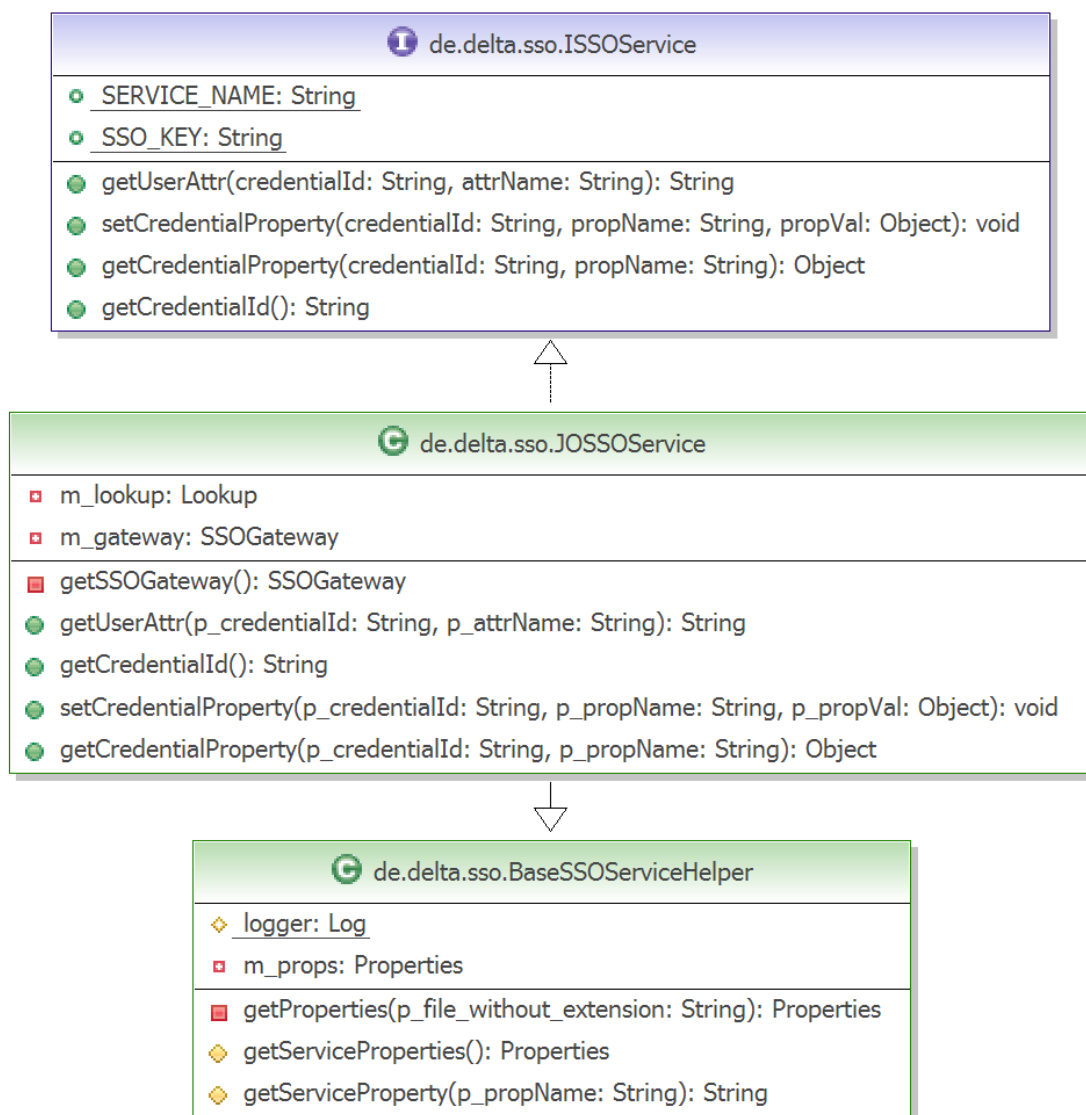 I de.delta.sso.ISSOService
SERVICE_NAME: String
SSO_KEY: String
getUserAttr(credentialId: String, attrName: String): String
setCredentialProperty(credentialId: String, propName: String, propVal: Object): void
getCredentialProperty(credentialId: String, propName: String): Object
getCredentialId(): String
C de.delta.sso.JOSSOService
m_lookup: Lookup
m_gateway: SSOGateway
getSSOGateway(): SSOGateway
getUserAttr(p_credentialId: String, p_attrName: String): String
getCredentialId(): String
setCredentialProperty(p_credentialId: String, p_propName: String, p_propVal: Object): void
getCredentialProperty(p_credentialId: String, p_propName: String): Object
C de.delta.sso.BaseSSOServiceHelper
logger: Log
m_props: Properties
getProperties(p_file_without_extension: String): Properties
getServiceProperties(): Properties
getServiceProperty(p_propName: String): String